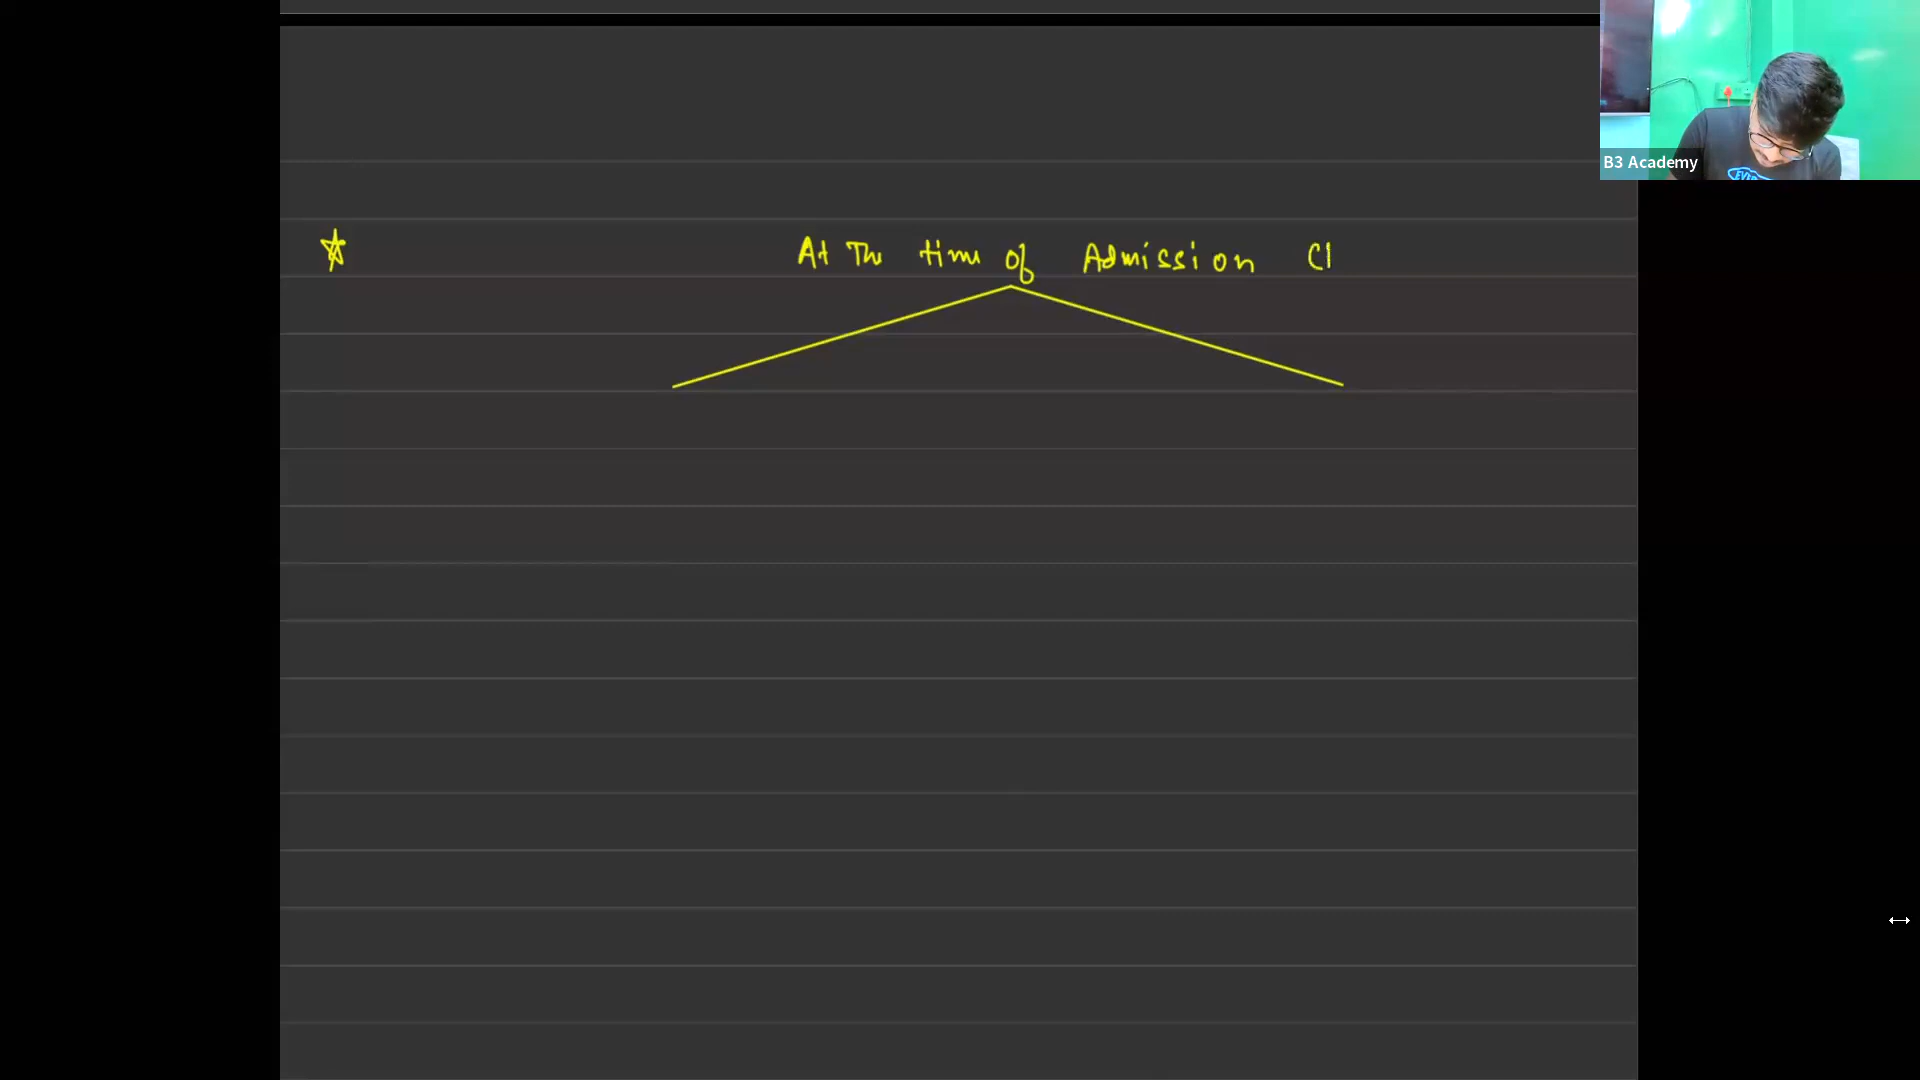 B3 Academy
☆ At The time of Admission Cl